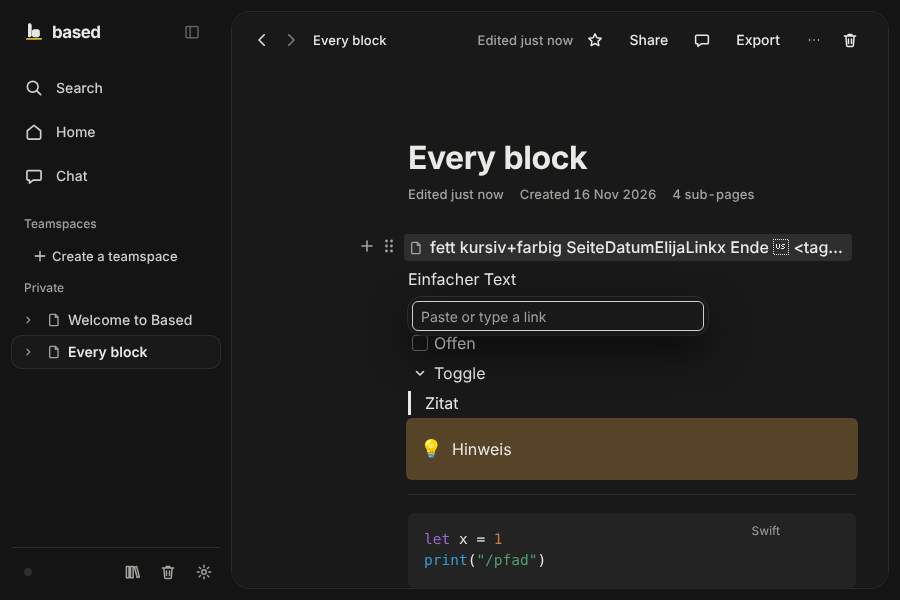 based
Search
Home
Chat
Teamspaces
Create a teamspace
Private
Welcome to Based
Every block
Every block
Edited just now
Share
Export
Every block
Edited just now Created 16 Nov 2026 4 sub-pages
fett kursiv+farbig SeiteDatumElijaLinkx Ende 🇺🇸 <tag...
Einfacher Text
Paste or type a link
Offen
Toggle
Zitat
💡 Hinweis
Swift
let x = 1
print("/pfad")